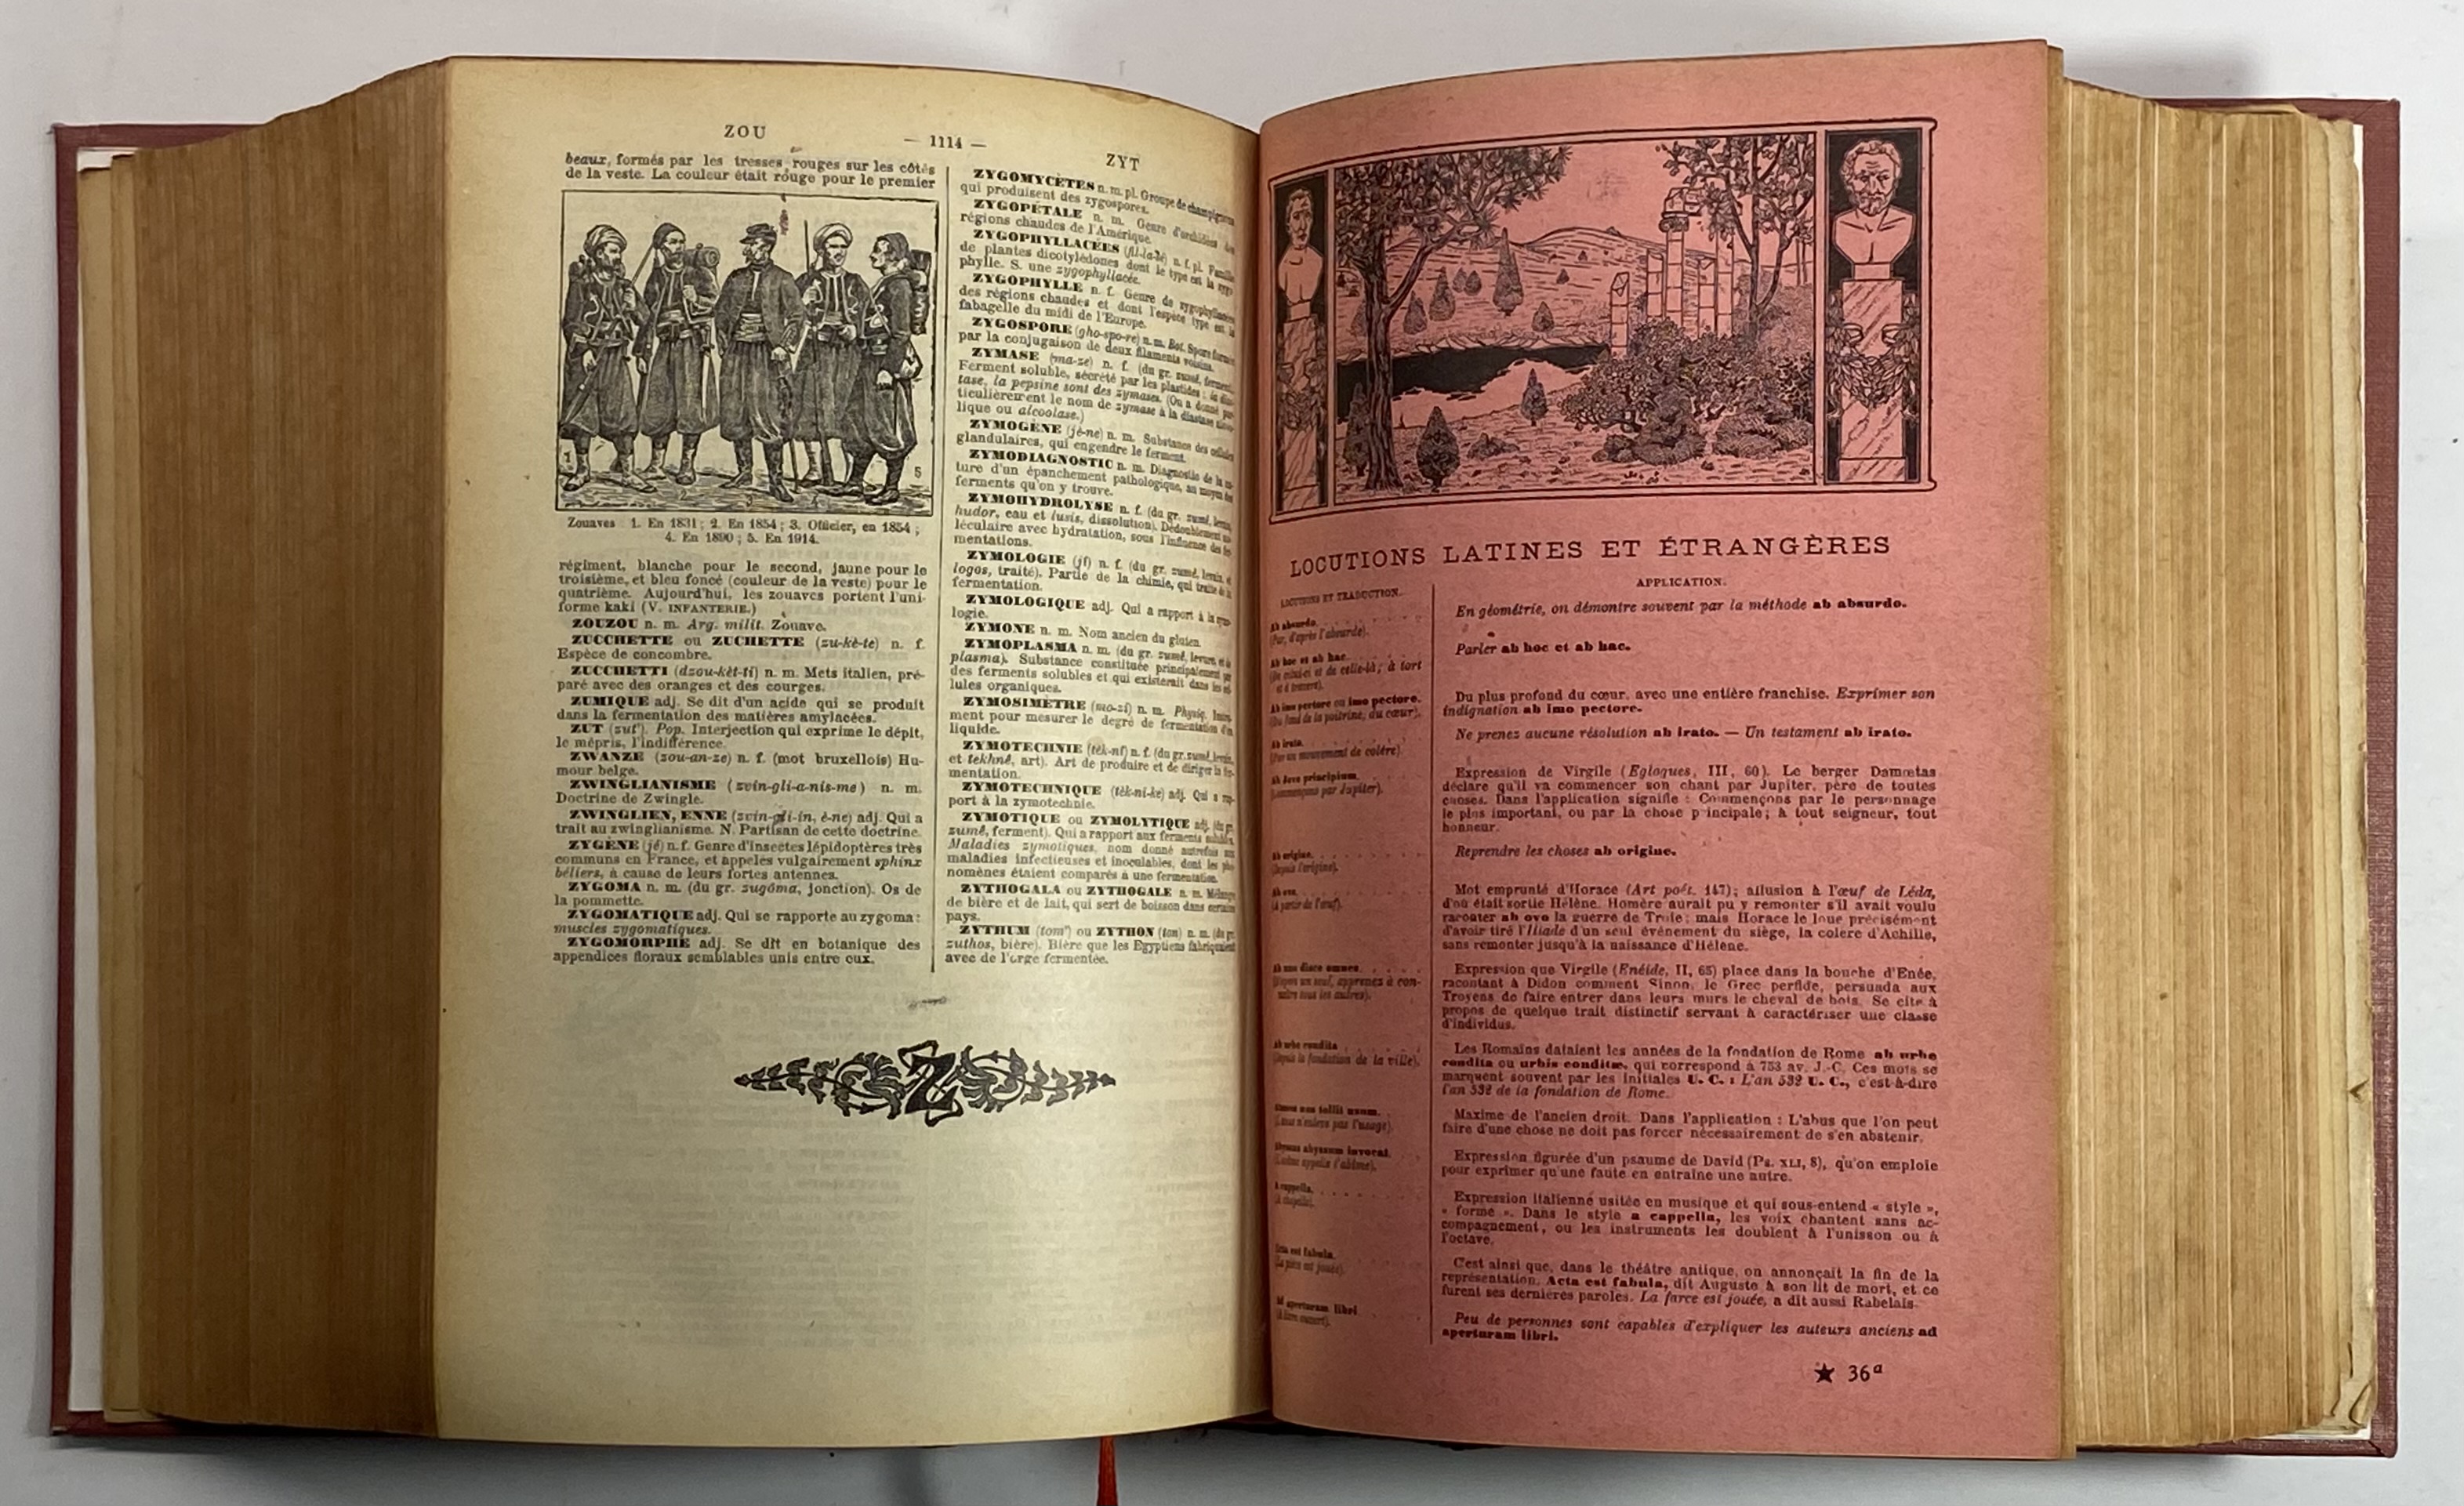 ZOU
— 1114 —
ZYT
beaux, formés par les tresses rouges sur les côtés
de la veste. La couleur était rouge pour le premier
1
2
3
4
5
Zouaves : 1. En 1831 ; 2. En 1854 ; 3. Officier, en 1854 ;
4. En 1890 ; 5. En 1914.
régiment, blanche pour le second, jaune pour le
troisième, et bleu foncé (couleur de la veste) pour le
quatrième. Aujourd'hui, les zouaves portent l'uni-
forme kaki (V. INFANTERIE.)
ZOUZOU n. m. Arg. milit. Zouave.
ZUCCHETTE ou ZUCHETTE (zu-kè-te) n. f.
Espèce de concombre.
ZUCCHETTI (dzou-kèt-ti) n. m. Mets italien, pré-
paré avec des oranges et des courges.
ZUMIQUE adj. Se dit d'un acide qui se produit
dans la fermentation des matières amylacées.
ZUT (zut'). Pop. Interjection qui exprime le dépit,
le mépris, l'indifférence.
ZWANZE (zou-an-ze) n. f. (mot bruxellois) Hu-
mour belge.
ZWINGLIANISME (zvin-gli-a-nis-me) n. m.
Doctrine de Zwingle.
ZWINGLIEN, ENNE (zvin-gli-in, è-ne) adj. Qui a
trait au zwinglianisme. N. Partisan de cette doctrine.
ZYGÈNE (jè) n. f. Genre d'insectes lépidoptères très
communs en France, et appelés vulgairement sphinx
béliers, à cause de leurs fortes antennes.
ZYGOMA n. m. (du gr. zugôma, jonction). Os de
la pommette.
ZYGOMATIQUE adj. Qui se rapporte au zygoma :
muscles zygomatiques.
ZYGOMORPHE adj. Se dit en botanique des
appendices floraux semblables unis entre eux.
ZYGOMYCÈTES n. m. pl. Groupe de champignons
qui produisent des zygospores.
ZYGOPÉTALE n. m. Genre d'orchidées des
régions chaudes de l'Amérique.
ZYGOPHYLLACÉES (fil-la-sé) n. f. pl. Famille
de plantes dicotylédones dont le type est la zygo-
phylle. S. une zygophyllacée.
ZYGOPHYLLE n. f. Genre de zygophyllacées
des régions chaudes et dont l'espèce type est la
fabagelle du midi de l'Europe.
ZYGOSPORE (gho-spo-re) n. m. Bot. Spore formée
par la conjugaison de deux filaments voisins.
ZYMASE (ma-ze) n. f. (du gr. zumê, ferment).
Ferment soluble, sécrété par les plastides : la dias-
tase, la pepsine sont des zymases. (On a donné par-
ticulièrement le nom de zymase à la diastase alcoo-
lique ou alcoolase.)
ZYMOGÈNE (jè-ne) n. m. Substance des cellules
glandulaires, qui engendre le ferment.
ZYMODIAGNOSTIC n. m. Diagnostic de la na-
ture d'un épanchement pathologique, au moyen des
ferments qu'on y trouve.
ZYMOHYDROLYSE n. f. (du gr. zumê, levain,
hudor, eau et lusis, dissolution). Dédoublement mo-
léculaire avec hydratation, sous l'influence des fer-
mentations.
ZYMOLOGIE (jî) n. f. (du gr. zumê, levain, et
logos, traité). Partie de la chimie, qui traite de la
fermentation.
ZYMOLOGIQUE adj. Qui a rapport à la zymo-
logie.
ZYMONE n. m. Nom ancien du gluten.
ZYMOPLASMA n. m. (du gr. zumê, levure, et de
plasma). Substance constituée principalement par
des ferments solubles et qui existerait dans les cel-
lules organiques.
ZYMOSIMÈTRE (mo-zi) n. m. Physiq. Instru-
ment pour mesurer le degré de fermentation d'un
liquide.
ZYMOTECHNIE (tèk-nî) n. f. (du gr. zumê, levain,
et tekhnê, art). Art de produire et de diriger la fer-
mentation.
ZYMOTECHNIQUE (tèk-ni-ke) adj. Qui a rap-
port à la zymotechnie.
ZYMOTIQUE ou ZYMOLYTIQUE adj. (du gr.
zumê, ferment). Qui a rapport aux ferments solubles.
Maladies zymotiques, nom donné autrefois aux
maladies infectieuses et inoculables, dont les phé-
nomènes étaient comparés à une fermentation.
ZYTHOGALA ou ZYTHOGALE n. m. Mélange
de bière et de lait, qui sert de boisson dans certains
pays.
ZYTHUM (tom') ou ZYTHON (ton) n. m. (du gr.
zuthos, bière). Bière que les Egyptiens fabriquaient
avec de l'orge fermentée.
Z
LOCUTIONS LATINES ET ÉTRANGÈRES
LOCUTIONS ET TRADUCTION.
Ab absurdo.
(Par, d'après l'absurde).
Ab hoc et ab hac.
(De celui-ci et de celle-là; à tort
et à travers).
Ab imo pectore ou imo pectore.
(Du fond de la poitrine, du cœur).
Ab irato.
(Par un mouvement de colère).
Ab Jove principium.
(Commençons par Jupiter).
Ab origine.
(Depuis l'origine).
Ab ovo.
(A partir de l'œuf).
Ab uno disce omnes.
(D'après un seul, apprenez à con-
naître tous les autres).
Ab urbe condita
(Depuis la fondation de la ville).
Abusus non tollit usum.
(L'abus n'enlève pas l'usage).
Abyssus abyssum invocat.
(L'abîme appelle l'abîme).
A cappella.
(A chapelle).
Acta est fabula.
(La pièce est jouée).
Ad aperturam libri
(A livre ouvert).
APPLICATION.
En géométrie, on démontre souvent par la méthode ab absurdo.
Parler ab hoc et ab hac.
Du plus profond du cœur, avec une entière franchise. Exprimer son
indignation ab imo pectore.
Ne prenez aucune résolution ab irato. — Un testament ab irato.
Expression de Virgile (Eglogues, III, 60). Le berger Damœtas
déclare qu'il va commencer son chant par Jupiter, père de toutes
choses. Dans l'application signifie : Commençons par le personnage
le plus important, ou par la chose principale; à tout seigneur, tout
honneur.
Reprendre les choses ab origine.
Mot emprunté d'Horace (Art poét. 147); allusion à l'œuf de Léda,
d'où était sortie Hélène. Homère aurait pu y remonter s'il avait voulu
raconter ab ovo la guerre de Troie; mais Horace le loue précisément
d'avoir tiré l'Iliade d'un seul événement du siège, la colère d'Achille,
sans remonter jusqu'à la naissance d'Hélène.
Expression que Virgile (Enéide, II, 65) place dans la bouche d'Enée,
racontant à Didon comment Sinon, le Grec perfide, persuada aux
Troyens de faire entrer dans leurs murs le cheval de bois. Se cite à
propos de quelque trait distinctif servant à caractériser une classe
d'individus.
Les Romains dataient les années de la fondation de Rome ab urbe
condita ou urbis conditæ, qui correspond à 753 av. J.-C. Ces mots se
marquent souvent par les initiales U. C. : L'an 532 U. C., c'est-à-dire
l'an 532 de la fondation de Rome.
Maxime de l'ancien droit. Dans l'application : L'abus que l'on peut
faire d'une chose ne doit pas forcer nécessairement de s'en abstenir.
Expression figurée d'un psaume de David (Ps. XLI, 8), qu'on emploie
pour exprimer qu'une faute en entraîne une autre.
Expression italienne usitée en musique et qui sous-entend « style »,
« forme ». Dans le style a cappella, les voix chantent sans ac-
compagnement, ou les instruments les doublent à l'unisson ou à
l'octave.
C'est ainsi que, dans le théâtre antique, on annonçait la fin de la
représentation. Acta est fabula, dit Auguste à son lit de mort, et ce
furent ses dernières paroles. La farce est jouée, a dit aussi Rabelais.
Peu de personnes sont capables d'expliquer les auteurs anciens ad
aperturam libri.
★ 36a